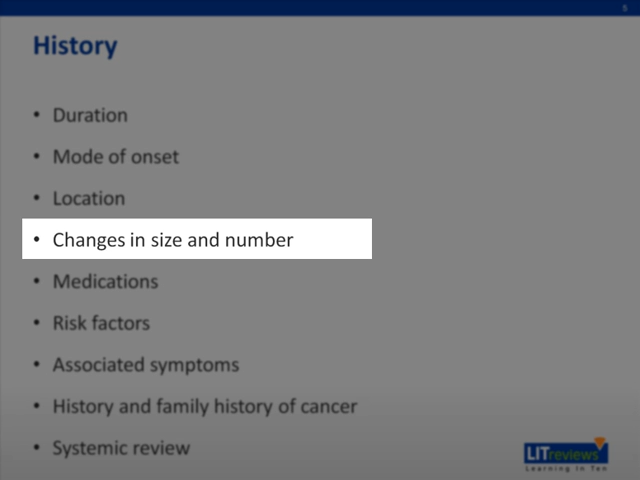 5
History
• Duration
• Mode of onset
• Location
• Changes in size and number
• Medications
• Risk factors
• Associated symptoms
• History and family history of cancer
• Systemic review
LITreviews
Learning In Ten